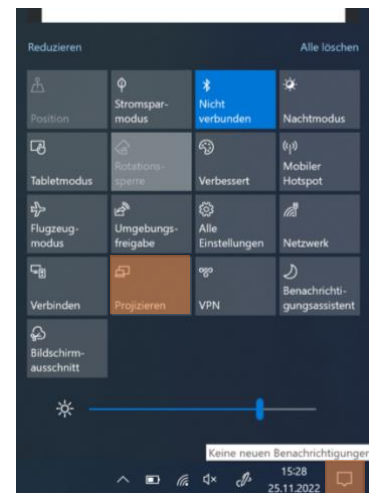 Reduzieren Alle löschen
Position
Stromspar-
modus
Nicht
verbunden
Nachtmodus
Tabletmodus
Rotations-
sperre
Verbessert
Mobiler
Hotspot
Flugzeug-
modus
Umgebungs-
freigabe
Alle
Einstellungen
Netzwerk
Verbinden
Projizieren
VPN
Benachrichti-
gungsassistent
Bildschirm-
ausschnitt
Keine neuen Benachrichtigungen
15:28
25.11.2022